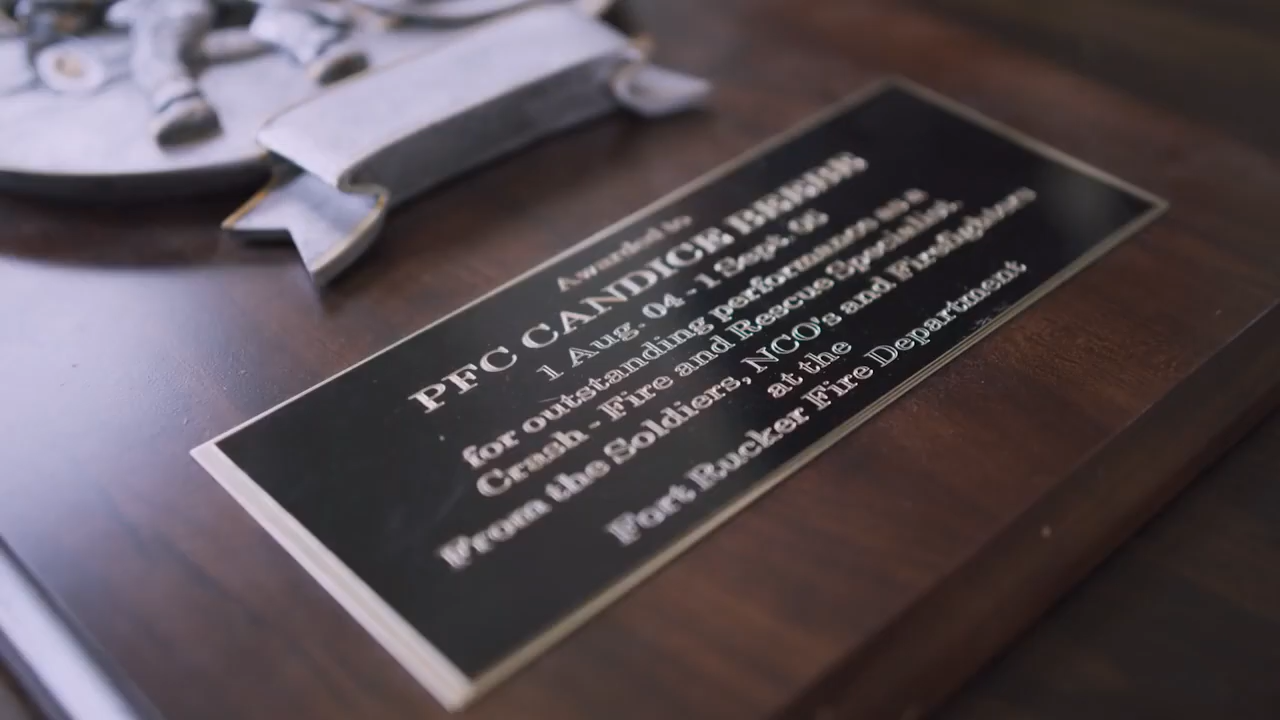 Awarded to
PFC CANDICE
1 Aug. 04 - 1 Sept. 05
for outstanding performance as a
Crash - Fire and Rescue Specialist.
From the Soldiers, NCO's and Firefighters
at the
Fort Rucker Fire Department